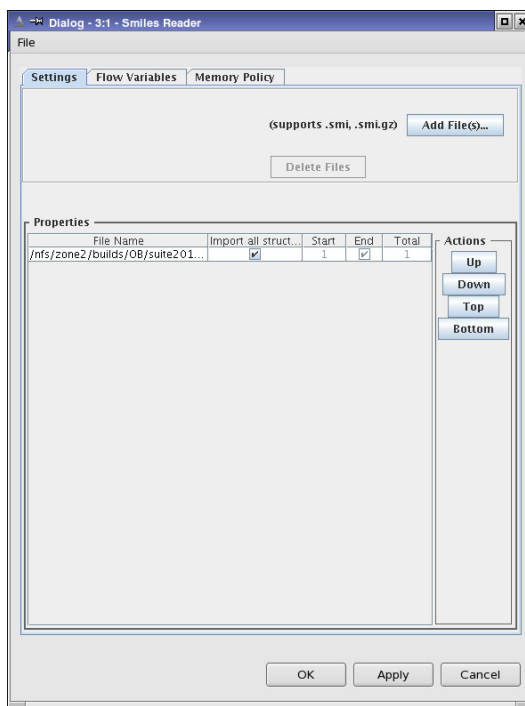 Dialog - 3:1 - Smiles Reader
File
Settings Flow Variables Memory Policy
(supports .smi, .smi.gz) Add File(s)...
Delete Files
Properties
File Name Import all struct... Start End Total
/nfs/zone2/builds/OB/suite201... 1 1
Actions
Up
Down
Top
Bottom
OK Apply Cancel